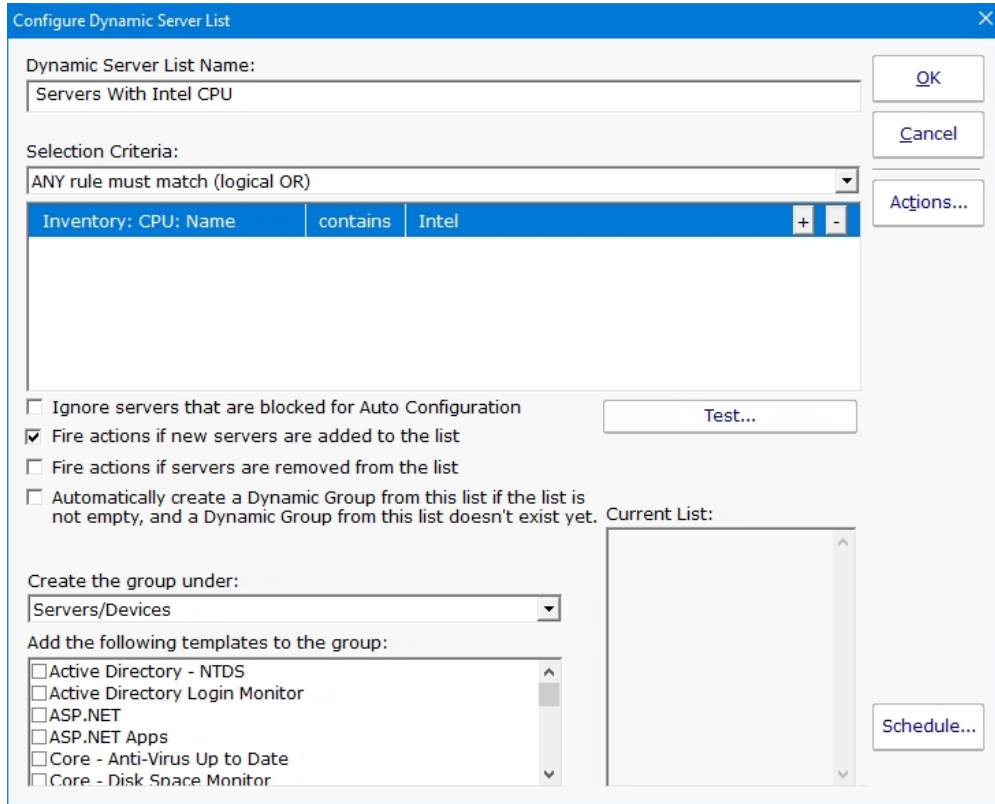 Configure Dynamic Server List
Dynamic Server List Name:
Servers With Intel CPU
OK
Cancel
Selection Criteria:
ANY rule must match (logical OR)
Actions...
Inventory: CPU: Name contains Intel + -
Ignore servers that are blocked for Auto Configuration
Test...
Fire actions if new servers are added to the list
Fire actions if servers are removed from the list
Automatically create a Dynamic Group from this list if the list is
not empty, and a Dynamic Group from this list doesn't exist yet.
Current List:
Create the group under:
Servers/Devices
Add the following templates to the group:
Active Directory - NTDS
Active Directory Login Monitor
ASP.NET
ASP.NET Apps
Core - Anti-Virus Up to Date
Core - Disk Space Monitor
Schedule...